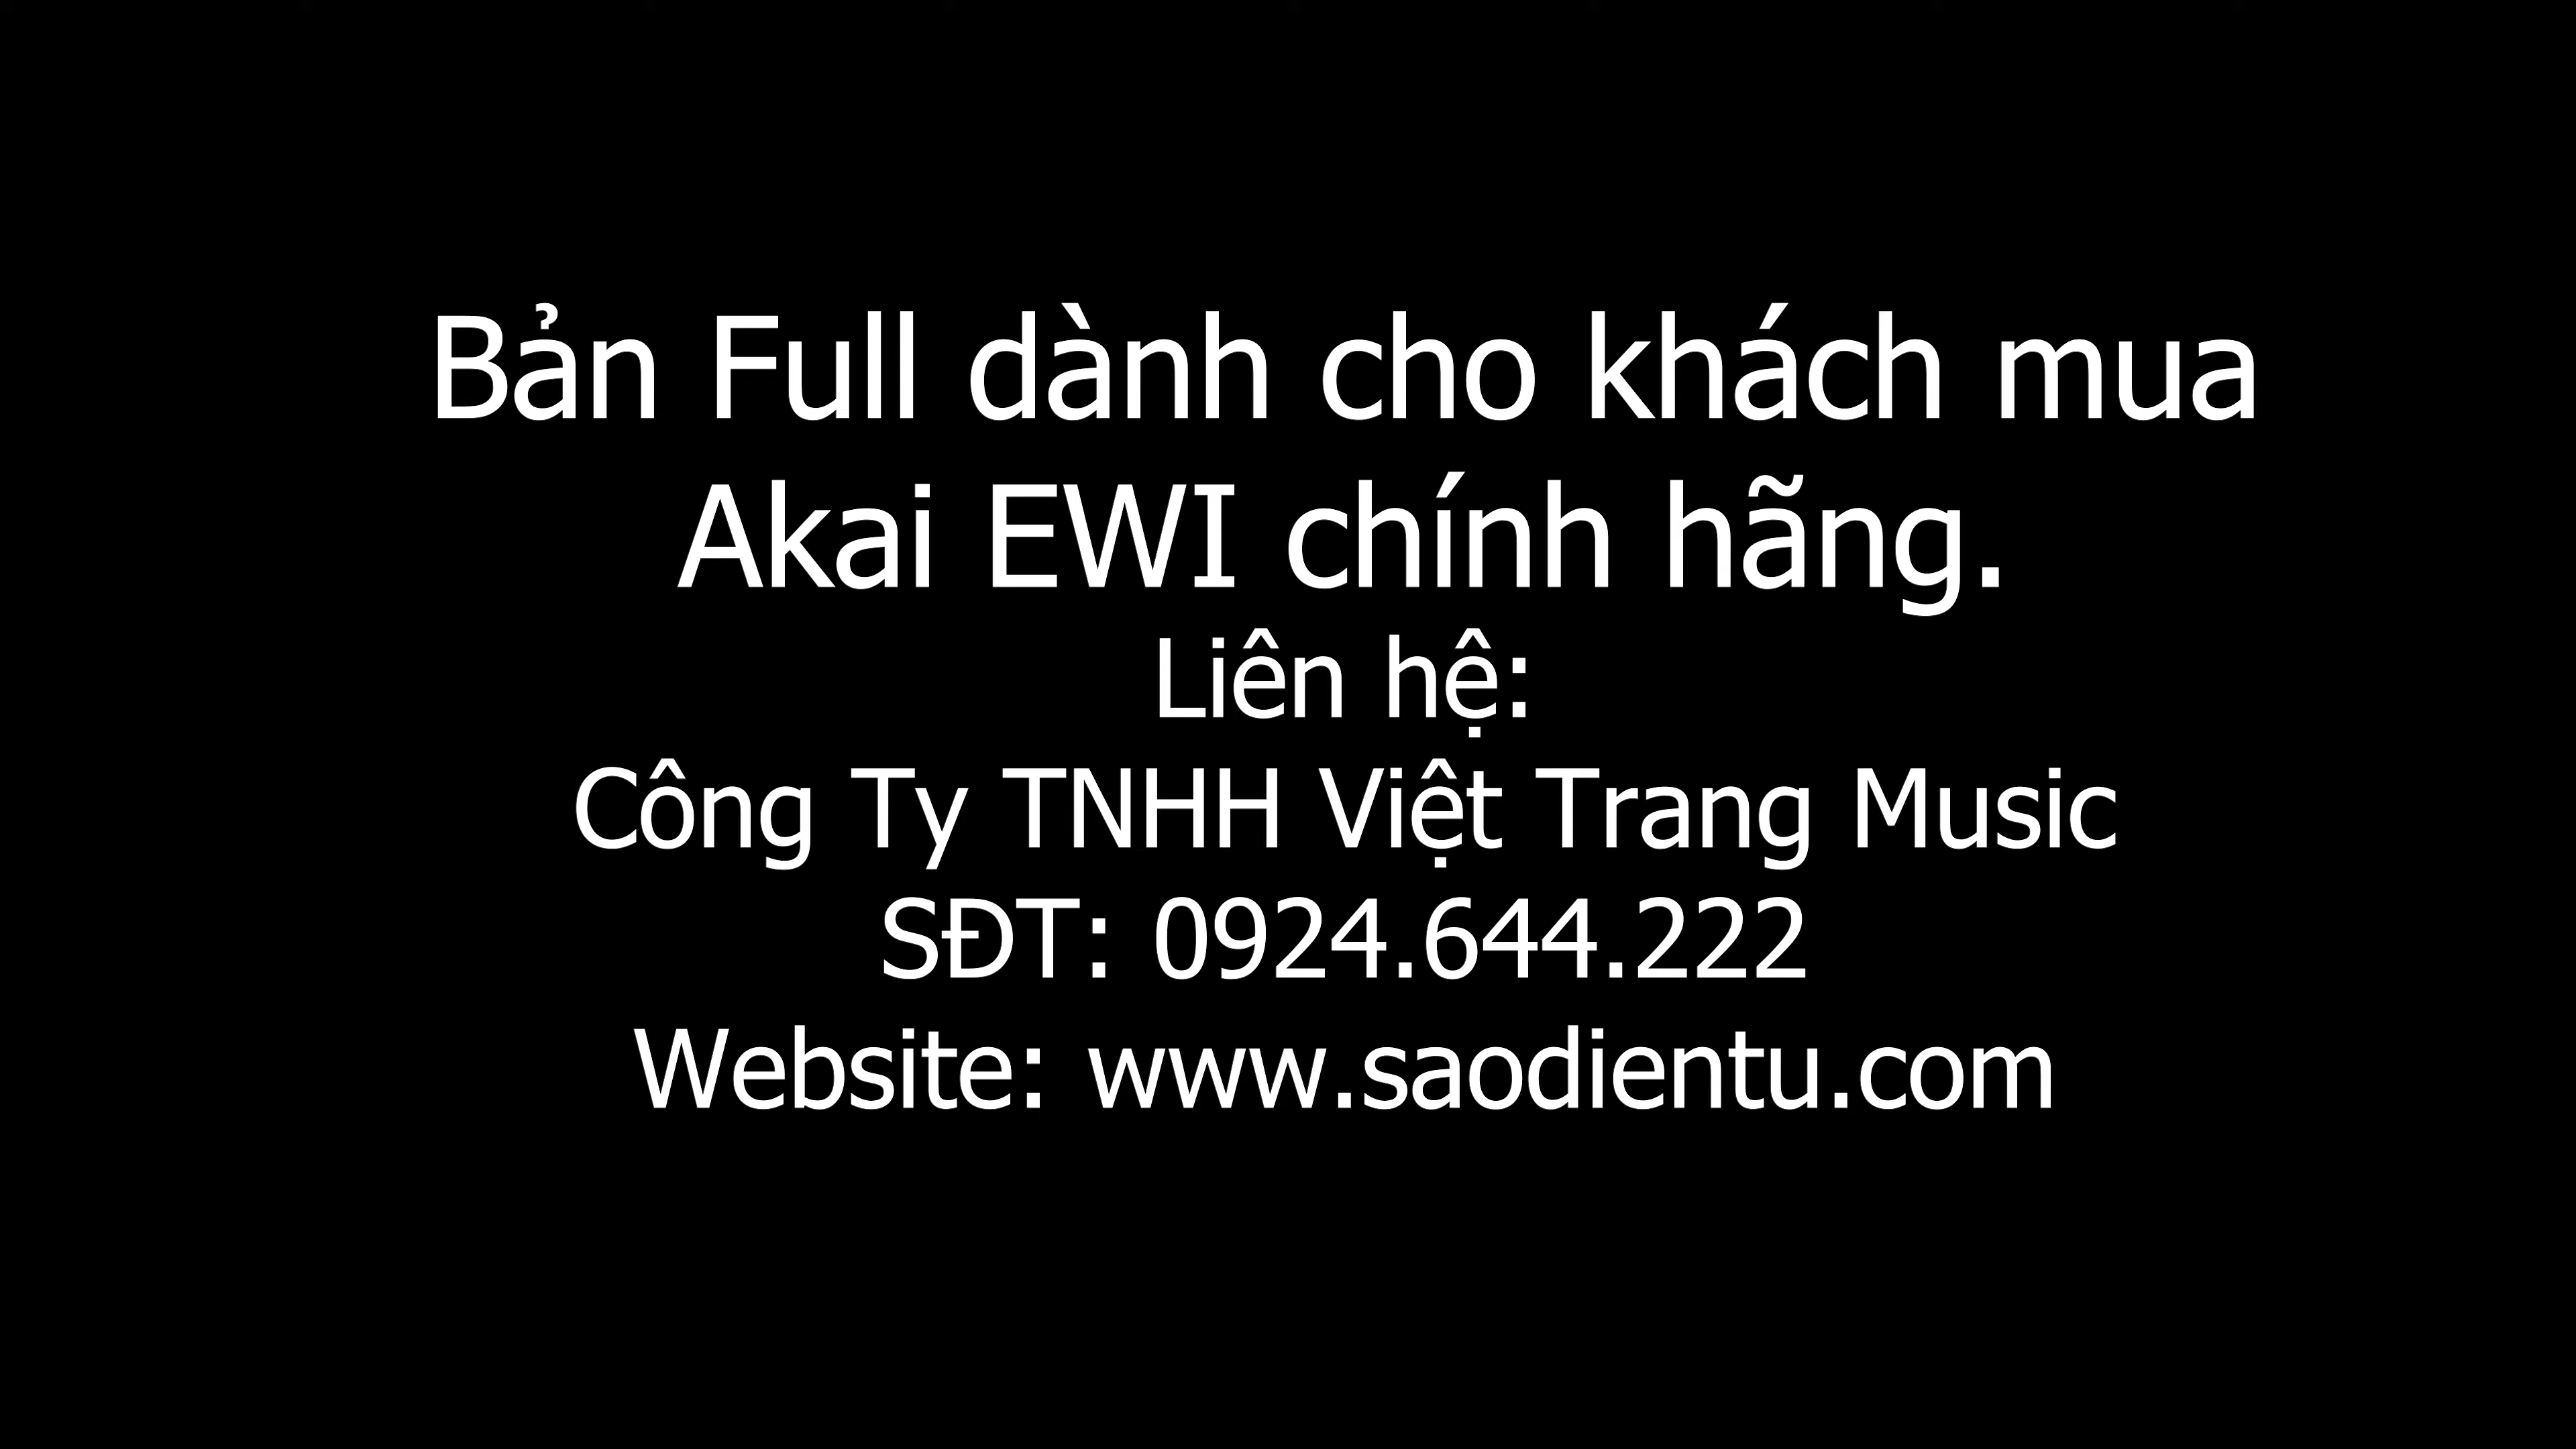 Bản Full dành cho khách mua
Akai EWI chính hãng.
Liên hệ:
Công Ty TNHH Việt Trang Music
SĐT: 0924.644.222
Website: www.saodientu.com